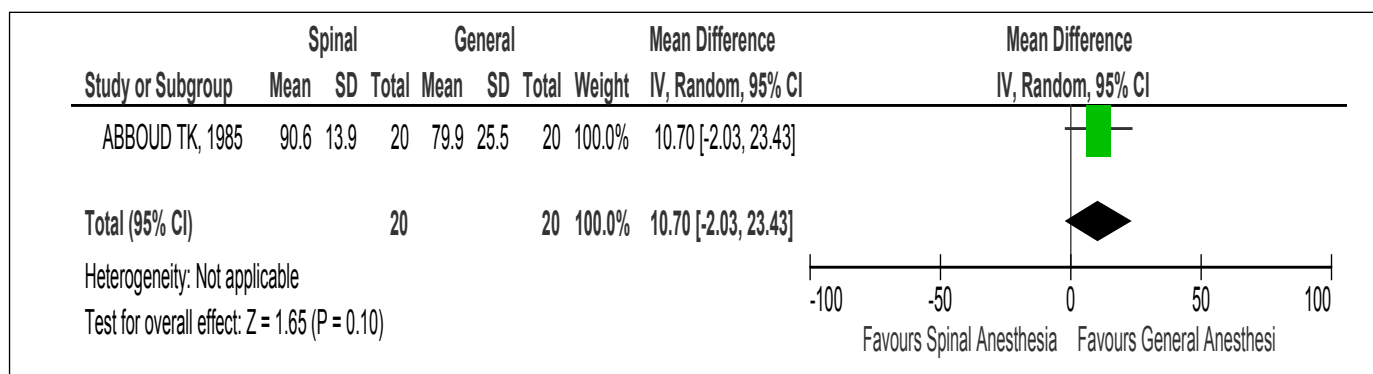 Spinal General Mean Difference Mean Difference
Study or Subgroup Mean SD Total Mean SD Total Weight IV, Random, 95% CI IV, Random, 95% CI
ABBOUD TK, 1985 90.6 13.9 20 79.9 25.5 20 100.0% 10.70 [-2.03, 23.43]
Total (95% CI) 20 20 100.0% 10.70 [-2.03, 23.43]
Heterogeneity: Not applicable
Test for overall effect: Z = 1.65 (P = 0.10)
-100 -50 0 50 100
Favours Spinal Anesthesia Favours General Anesthesi